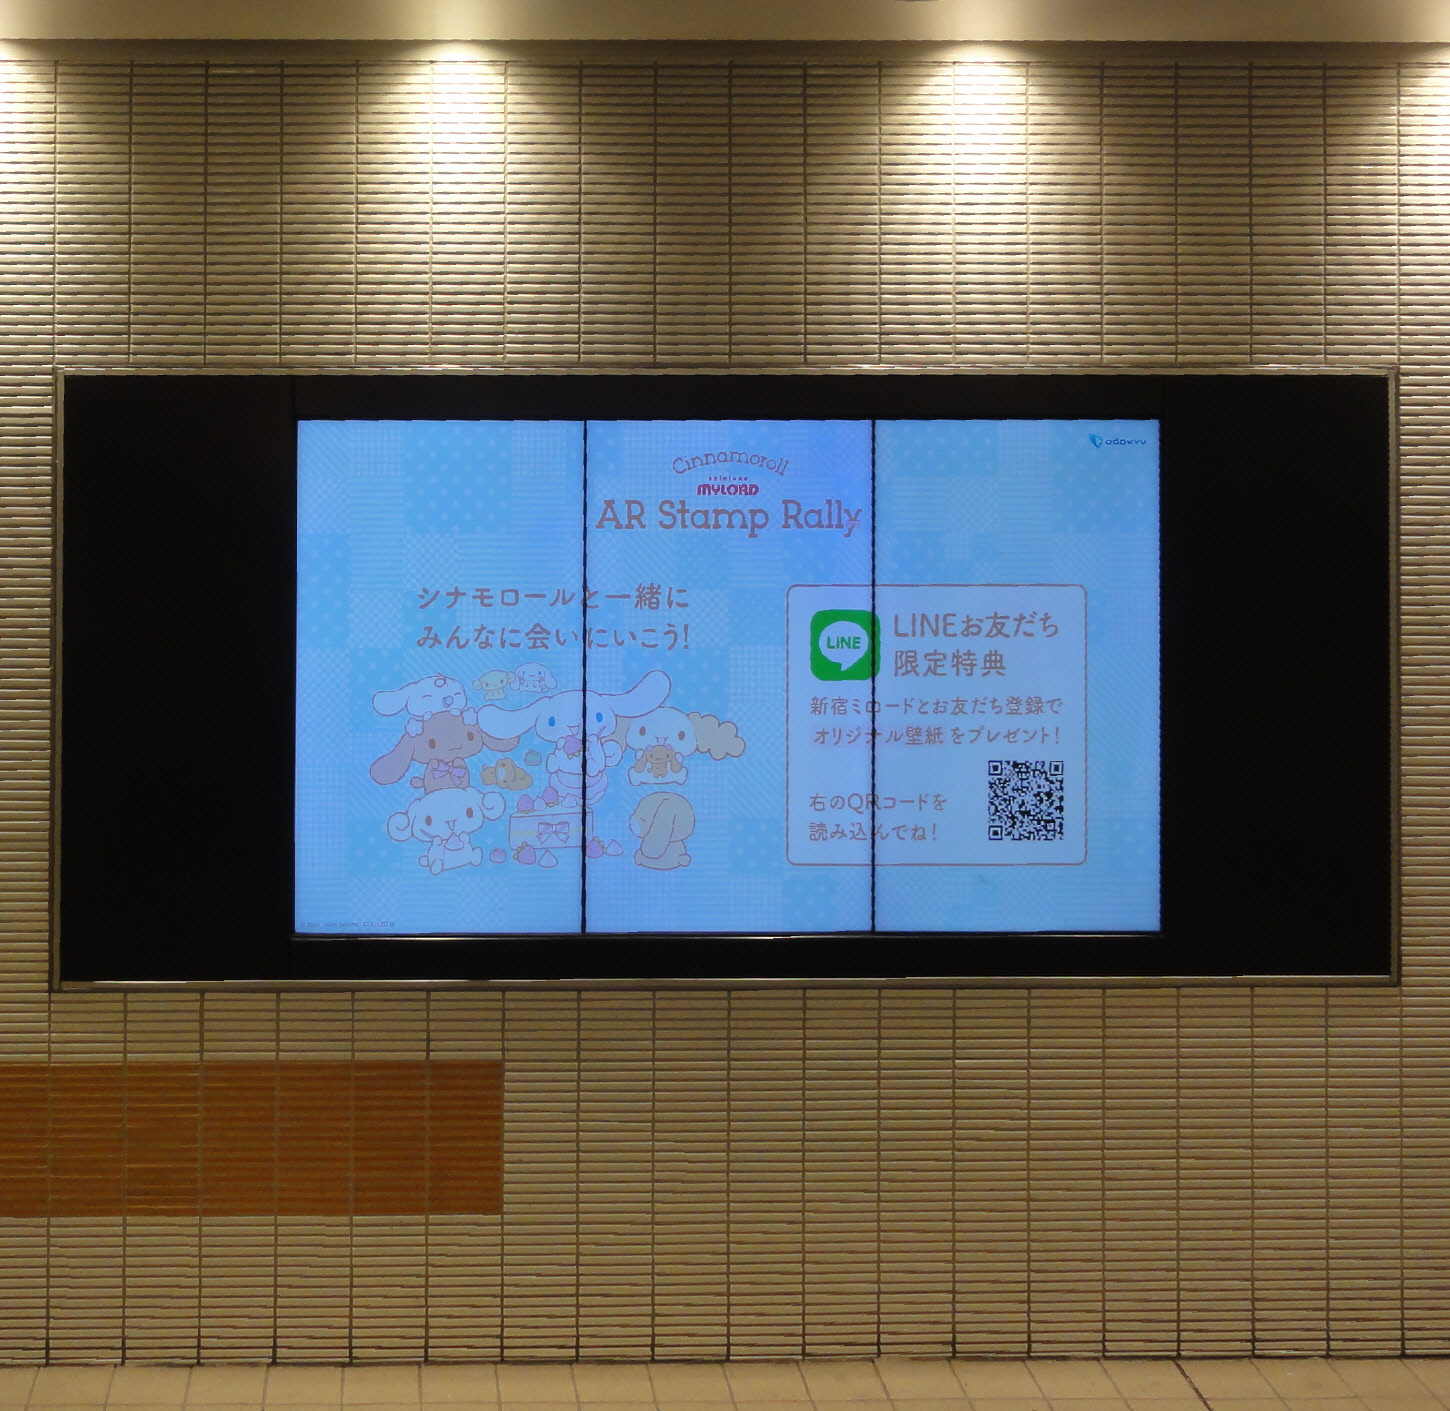 odakyu
Cinnamoroll
shinjuku
MYLORD
AR Stamp Rally
シナモロールと一緒に
みんなに会いにいこう!
LINE
LINEお友だち
限定特典
新宿ミロードとお友だち登録で
オリジナル壁紙をプレゼント!
右のQRコードを
読み込んでね!